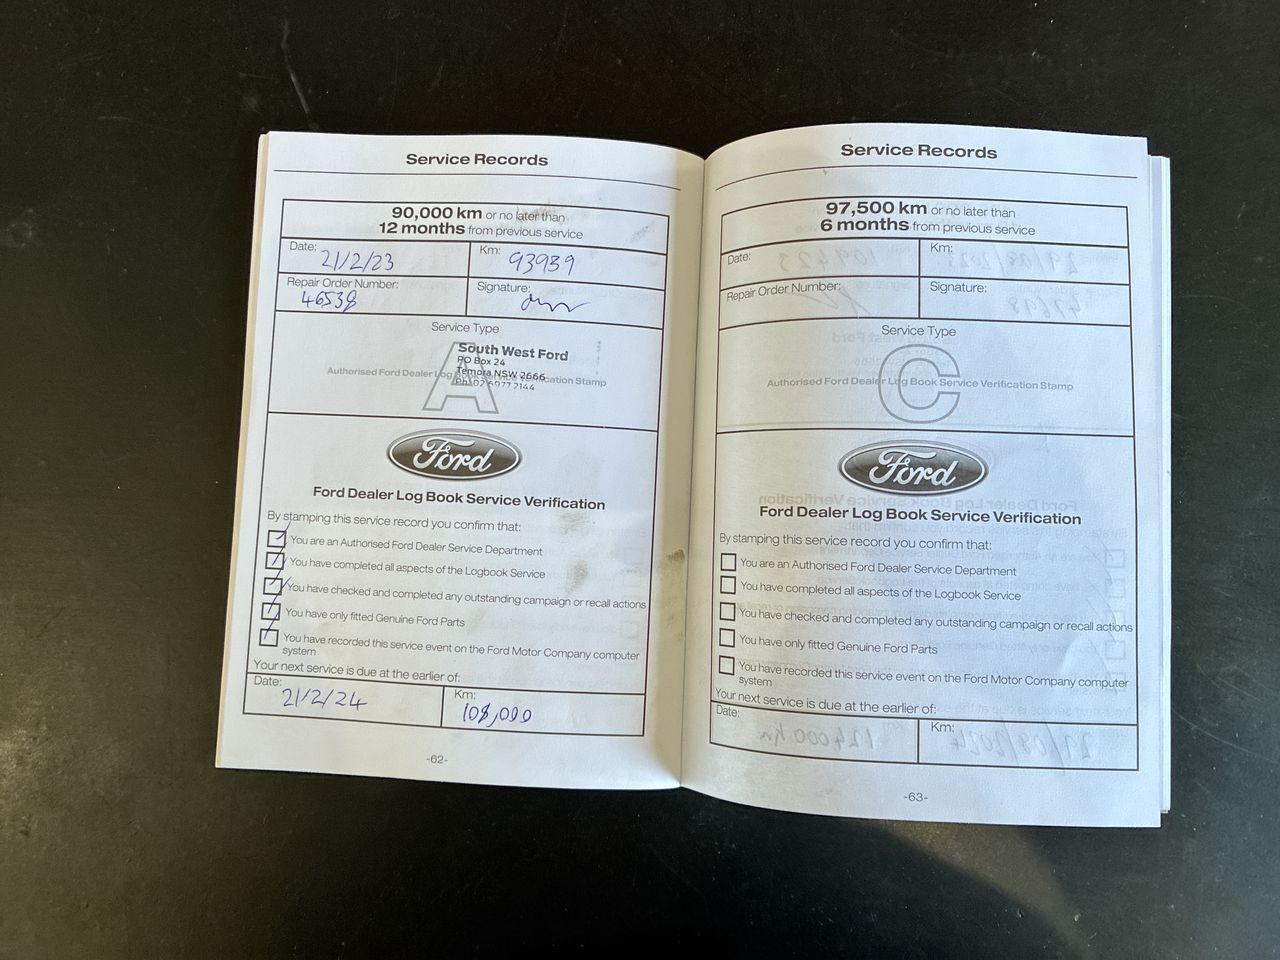 Service Records
90,000 km or no later than
12 months from previous service
Date:
21/2/23
Km:
93939
Repair Order Number:
46538
Signature:
Service Type
A
South West Ford
PO Box 24
Temora NSW 2666
Ph: 02 6977 2144
Authorised Ford Dealer Log Book Service Verification Stamp
Ford
Ford Dealer Log Book Service Verification
By stamping this service record you confirm that:
You are an Authorised Ford Dealer Service Department
You have completed all aspects of the Logbook Service
You have checked and completed any outstanding campaign or recall actions
You have only fitted Genuine Ford Parts
You have recorded this service event on the Ford Motor Company computer
system
Your next service is due at the earlier of:
Date:
21/2/24
Km:
108,000
-62-
Service Records
97,500 km or no later than
6 months from previous service
Date:
Km:
Repair Order Number:
Signature:
Service Type
C
Authorised Ford Dealer Log Book Service Verification Stamp
Ford
Ford Dealer Log Book Service Verification
By stamping this service record you confirm that:
You are an Authorised Ford Dealer Service Department
You have completed all aspects of the Logbook Service
You have checked and completed any outstanding campaign or recall actions
You have only fitted Genuine Ford Parts
You have recorded this service event on the Ford Motor Company computer
system
Your next service is due at the earlier of:
Date:
Km:
-63-